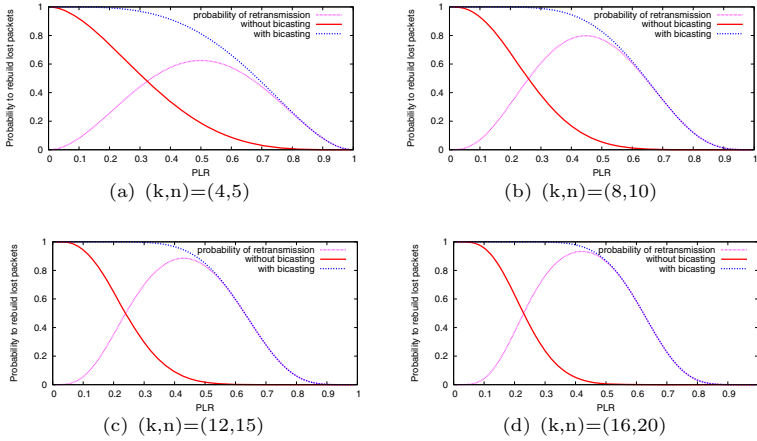 probability of retransmission
without bicasting
with bicasting
Probability to rebuild lost packets
1
0.8
0.6
0.4
0.2
0
0 0.1 0.2 0.3 0.4 0.5 0.6 0.7 0.8 0.9 1
PLR
(a) (k,n)=(4,5)
probability of retransmission
without bicasting
with bicasting
Probability to rebuild lost packets
1
0.8
0.6
0.4
0.2
0
0 0.1 0.2 0.3 0.4 0.5 0.6 0.7 0.8 0.9 1
PLR
(b) (k,n)=(8,10)
probability of retransmission
without bicasting
with bicasting
Probability to rebuild lost packets
1
0.8
0.6
0.4
0.2
0
0 0.1 0.2 0.3 0.4 0.5 0.6 0.7 0.8 0.9 1
PLR
(c) (k,n)=(12,15)
probability of retransmission
without bicasting
with bicasting
Probability to rebuild lost packets
1
0.8
0.6
0.4
0.2
0
0 0.1 0.2 0.3 0.4 0.5 0.6 0.7 0.8 0.9
PLR
(d) (k,n)=(16,20)